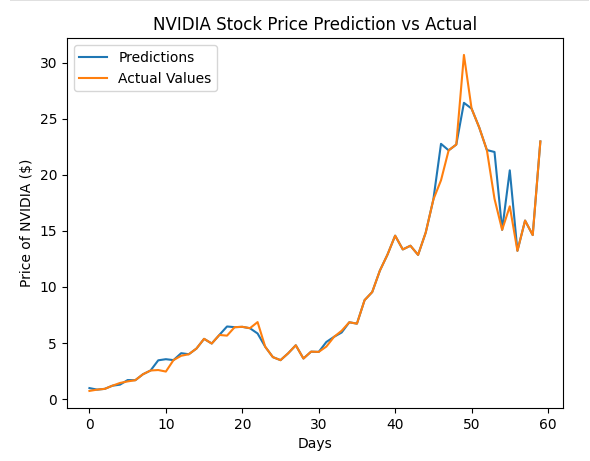 NVIDIA Stock Price Prediction vs Actual
Predictions
Actual Values
30
25
20
15
10
5
0
Price of NVIDIA ($)
0 10 20 30 40 50 60
Days